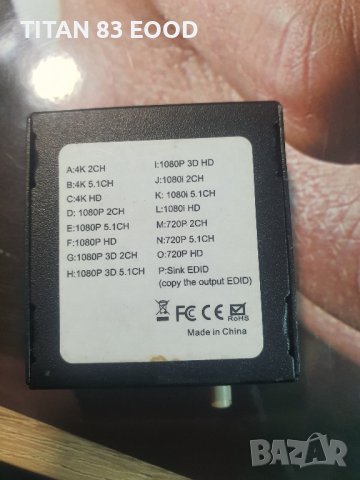 TITAN 83 EOOD
A:4K 2CH
B:4K 5.1CH
C:4K HD
D: 1080P 2CH
E:1080P 5.1CH
F:1080P HD
G:1080P 3D 2CH
H:1080P 3D 5.1CH
I:1080P 3D HD
J:1080i 2CH
K: 1080i 5.1CH
L:1080i HD
M:720P 2CH
N:720P 5.1CH
O:720P HD
P:Sink EDiD
(copy the output EDID)
FC CE RoHS
Made in China
BAZAR